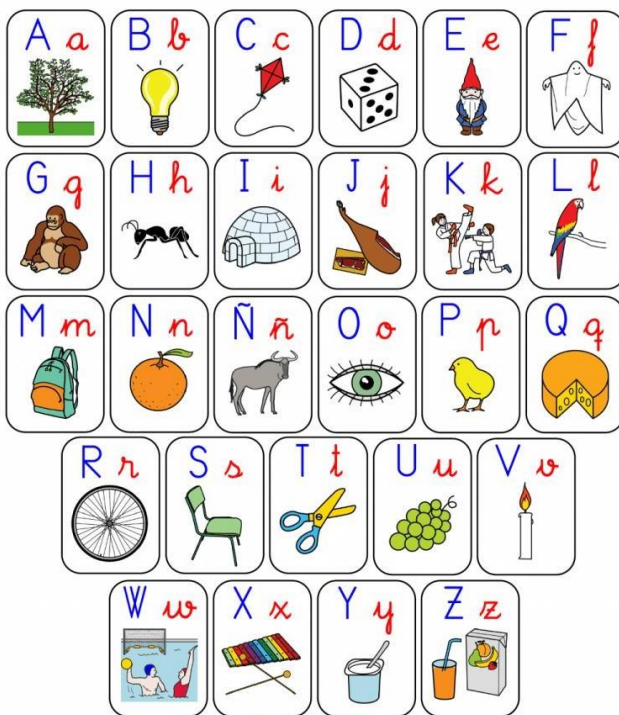 A a B b C c D d E e F f
G g H h I i J j K k L l
M m N n Ñ ñ O o P p Q q
R r S s T t U u V v
W w X x Y y Z z